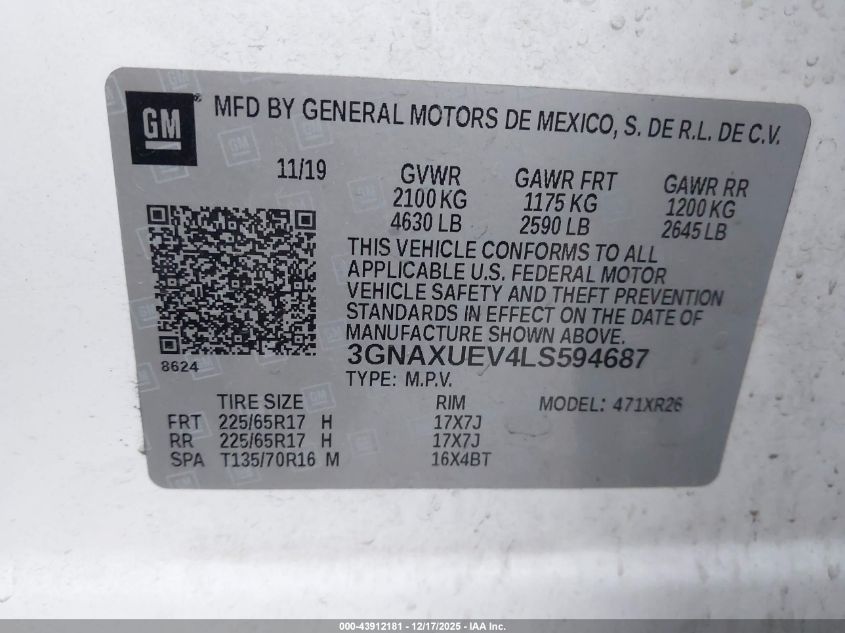 GM® MFD BY GENERAL MOTORS DE MEXICO, S. DE R.L. DE C.V.
11/19 GVWR GAWR FRT GAWR RR
2100 KG 1175 KG 1200 KG
4630 LB 2590 LB 2645 LB
THIS VEHICLE CONFORMS TO ALL
APPLICABLE U.S. FEDERAL MOTOR
VEHICLE SAFETY AND THEFT PREVENTION
STANDARDS IN EFFECT ON THE DATE OF
MANUFACTURE SHOWN ABOVE.
3GNAXUEV4LS594687
8624
TYPE: M.P.V.
TIRE SIZE RIM MODEL: 471XR26
FRT 225/65R17 H 17X7J
RR 225/65R17 H 17X7J
SPA T135/70R16 M 16X4BT
000-43912181 - 12/17/2025 - IAA Inc.